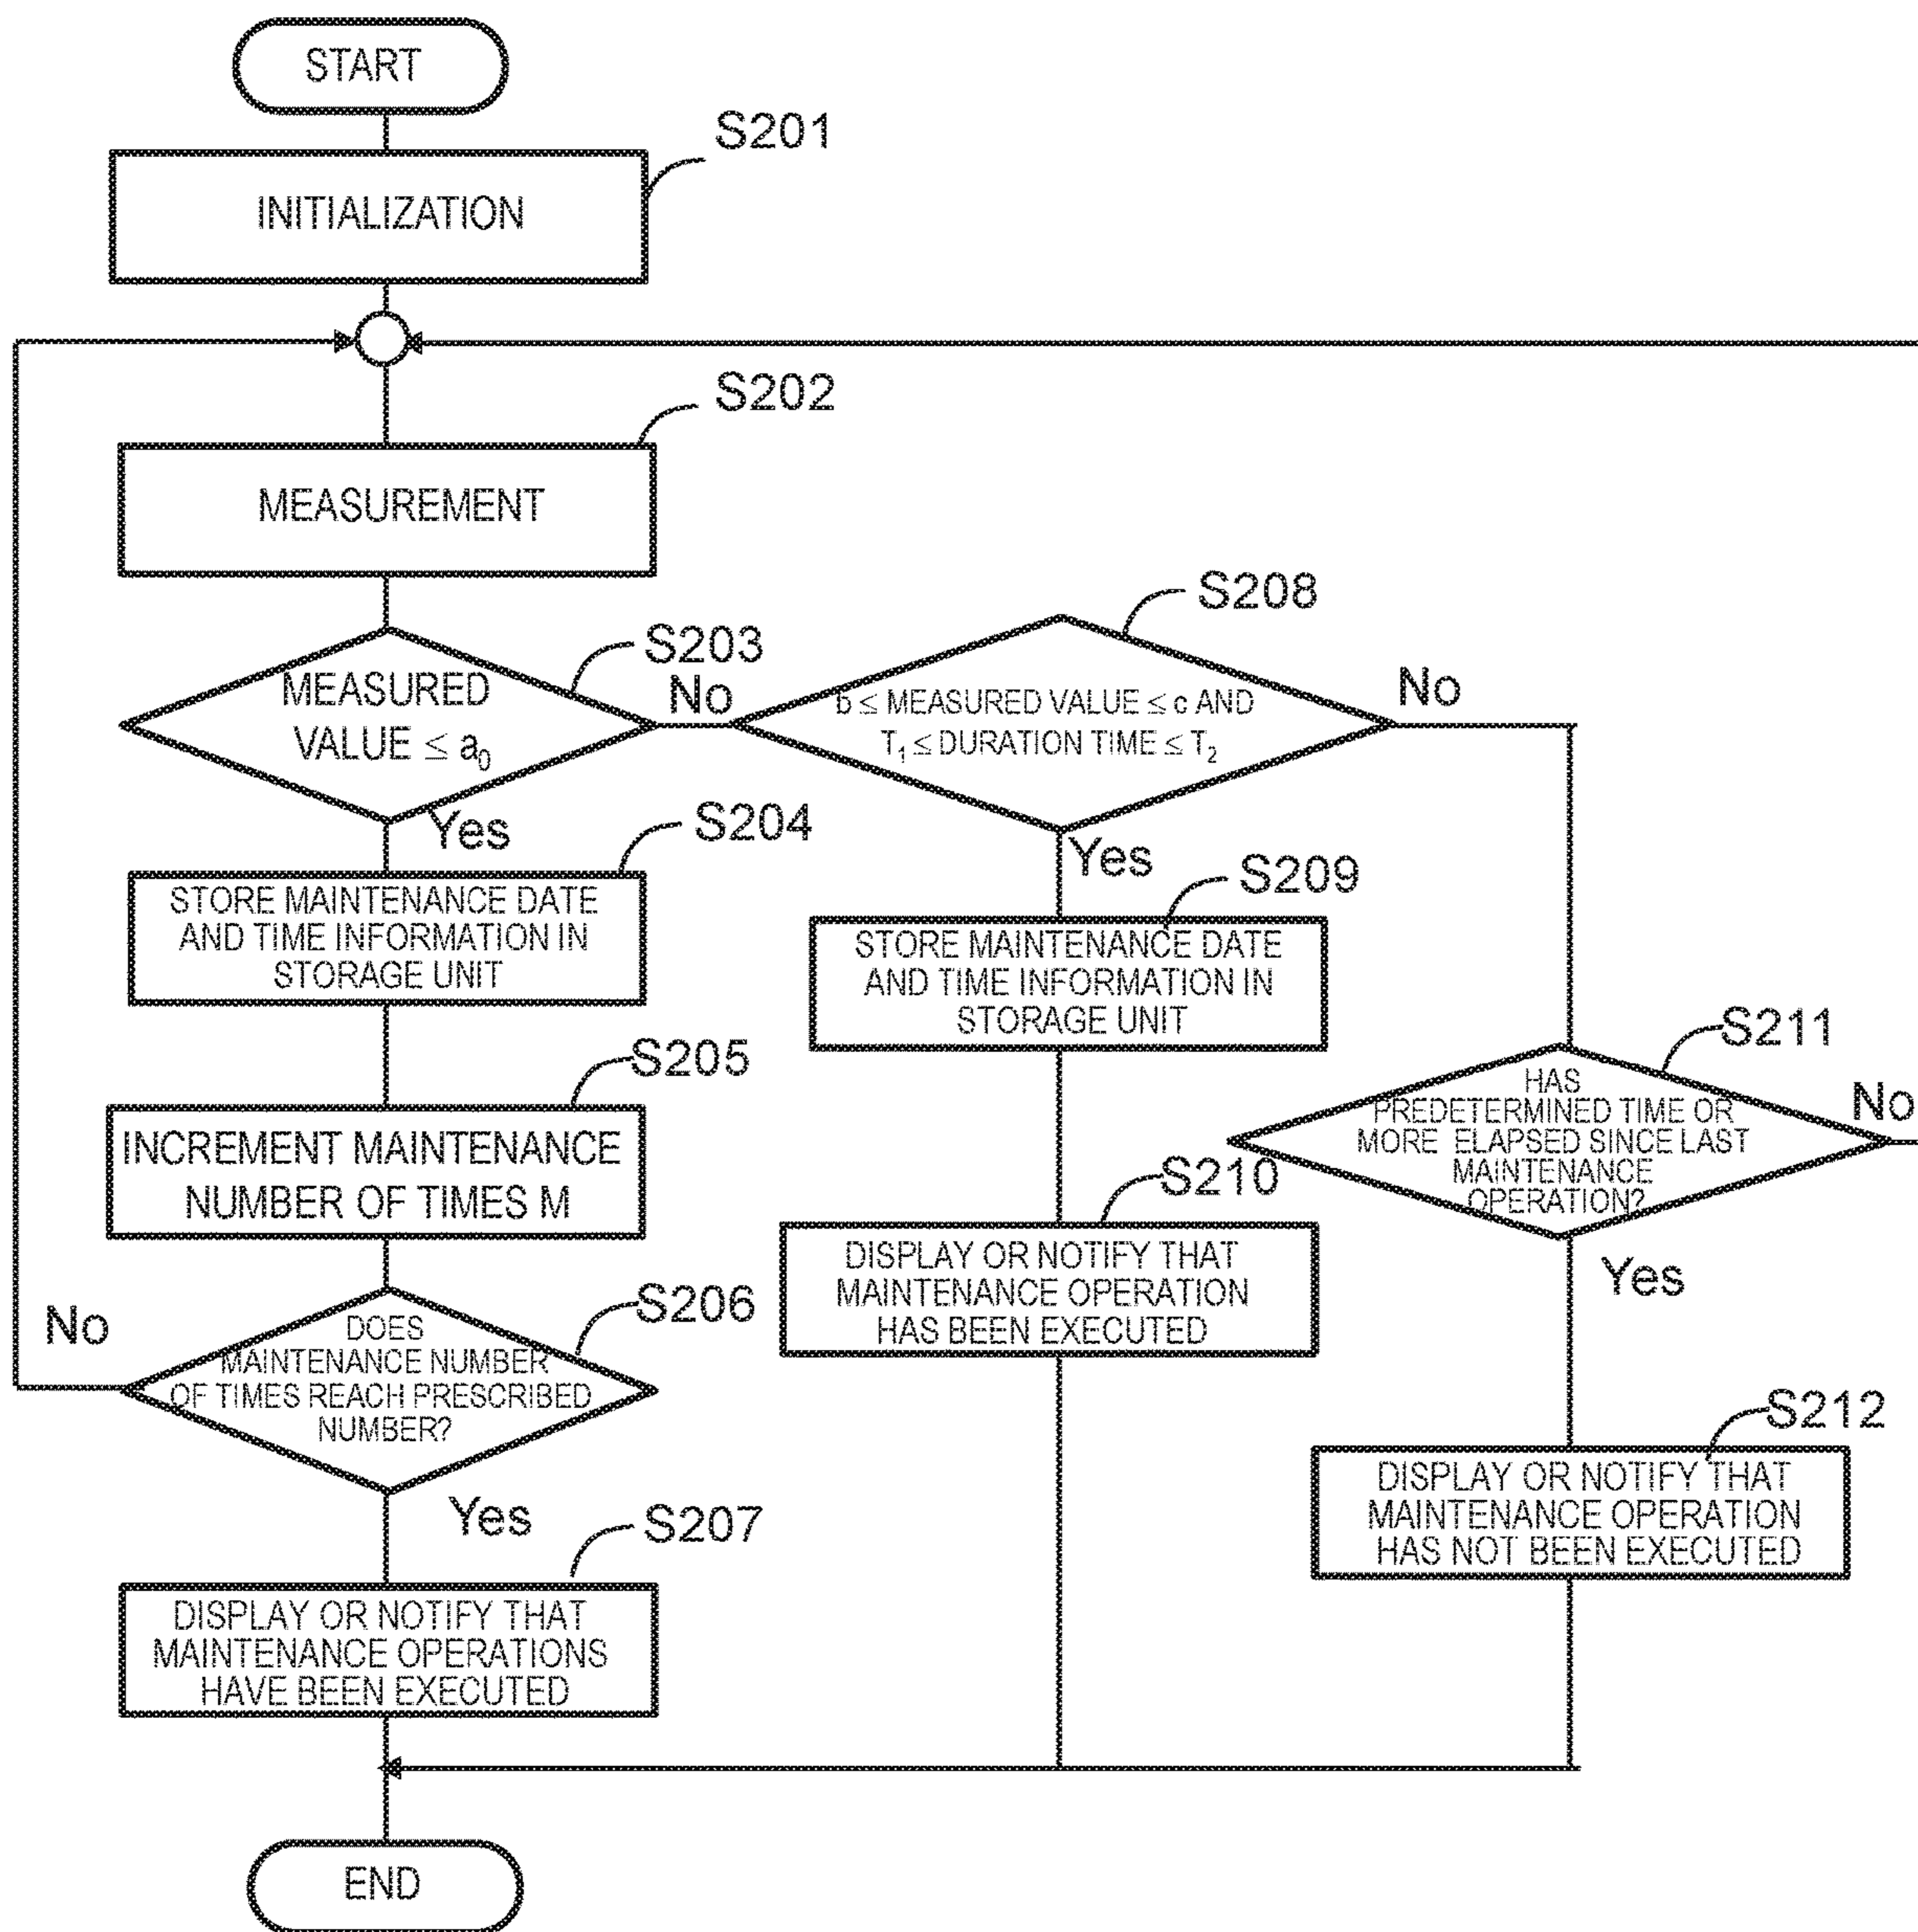 START
S201
INITIALIZATION
S202
MEASUREMENT
S203
MEASURED
VALUE ≤ a₀
No
Yes
S208
b ≤ MEASURED VALUE ≤ c AND
T₁ ≤ DURATION TIME ≤ T₂
No
Yes
S204
STORE MAINTENANCE DATE
AND TIME INFORMATION IN
STORAGE UNIT
S209
STORE MAINTENANCE DATE
AND TIME INFORMATION IN
STORAGE UNIT
S205
INCREMENT MAINTENANCE
NUMBER OF TIMES M
S211
HAS
PREDETERMINED TIME OR
MORE ELAPSED SINCE LAST
MAINTENANCE
OPERATION?
No
Yes
S210
DISPLAY OR NOTIFY THAT
MAINTENANCE OPERATION
HAS BEEN EXECUTED
S206
DOES
MAINTENANCE NUMBER
OF TIMES REACH PRESCRIBED
NUMBER?
No
Yes
S212
DISPLAY OR NOTIFY THAT
MAINTENANCE OPERATION
HAS NOT BEEN EXECUTED
S207
DISPLAY OR NOTIFY THAT
MAINTENANCE OPERATIONS
HAVE BEEN EXECUTED
END